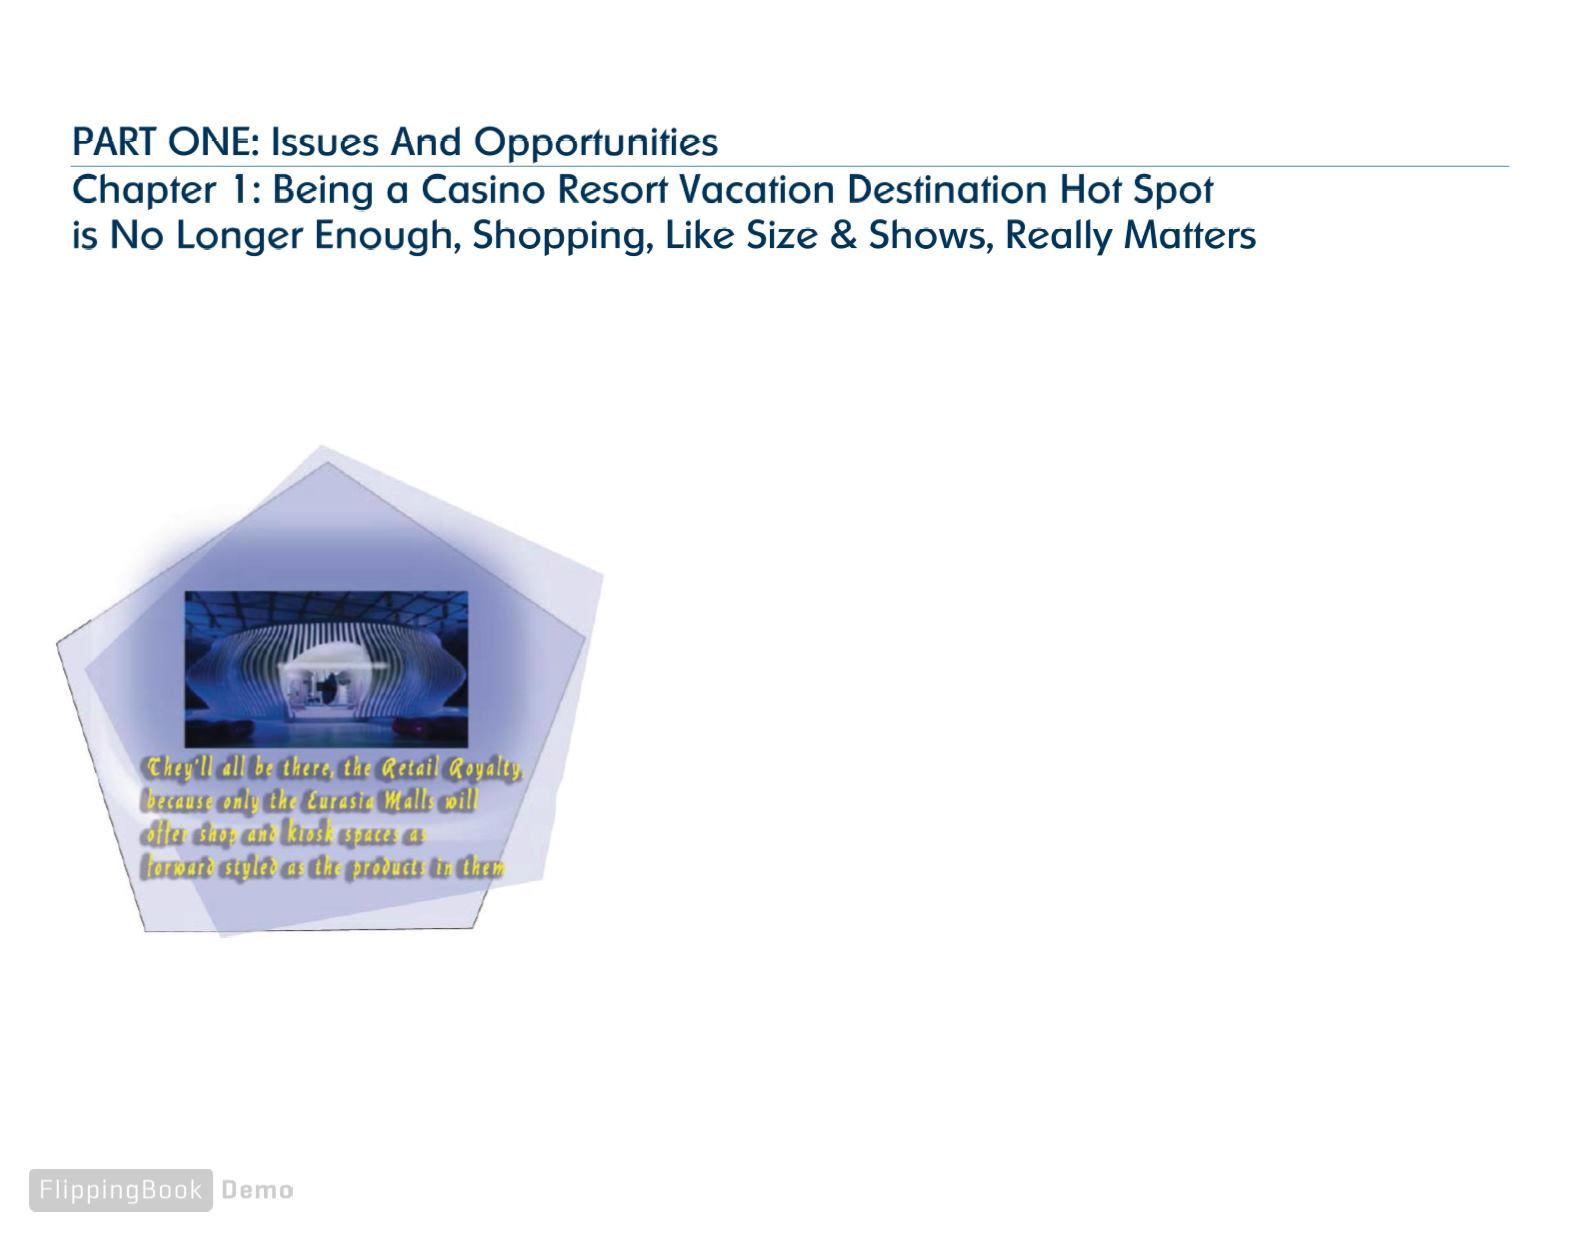 PART ONE: Issues And Opportunities
Chapter 1: Being a Casino Resort Vacation Destination Hot Spot
is No Longer Enough, Shopping, Like Size & Shows, Really Matters
They'll all be there, the Retail Royalty,
because only the Eurasia Malls will
offer shop and kiosk spaces as
forward styled as the products in them
FlippingBook Demo